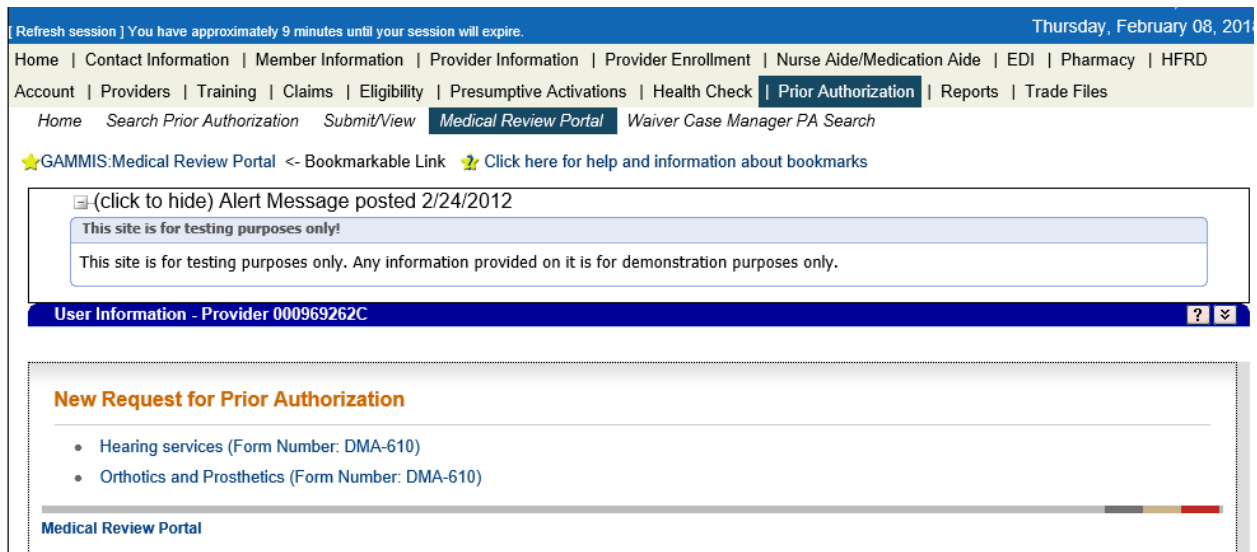 [ Refresh session ] You have approximately 9 minutes until your session will expire. Thursday, February 08, 2018
Home | Contact Information | Member Information | Provider Information | Provider Enrollment | Nurse Aide/Medication Aide | EDI | Pharmacy | HFRD
Account | Providers | Training | Claims | Eligibility | Presumptive Activations | Health Check | Prior Authorization | Reports | Trade Files
Home Search Prior Authorization Submit/View Medical Review Portal Waiver Case Manager PA Search
GAMMIS:Medical Review Portal <- Bookmarkable Link ? Click here for help and information about bookmarks
(click to hide) Alert Message posted 2/24/2012
This site is for testing purposes only!
This site is for testing purposes only. Any information provided on it is for demonstration purposes only.
User Information - Provider 000969262C ?
New Request for Prior Authorization
• Hearing services (Form Number: DMA-610)
• Orthotics and Prosthetics (Form Number: DMA-610)
Medical Review Portal